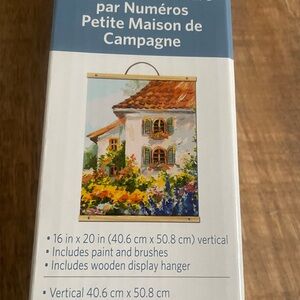 par Numéros
Petite Maison de
Campagne
• 16 in x 20 in (40.6 cm x 50.8 cm) vertical
• Includes paint and brushes
• Includes wooden display hanger
• Vertical 40.6 cm x 50.8 cm